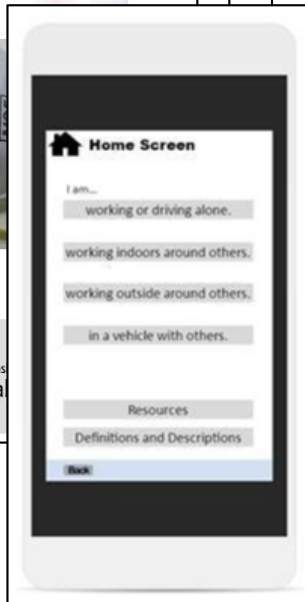 Home Screen
I am...
working or driving alone.
working indoors around others.
working outside around others.
in a vehicle with others.
Resources
Definitions and Descriptions
Back